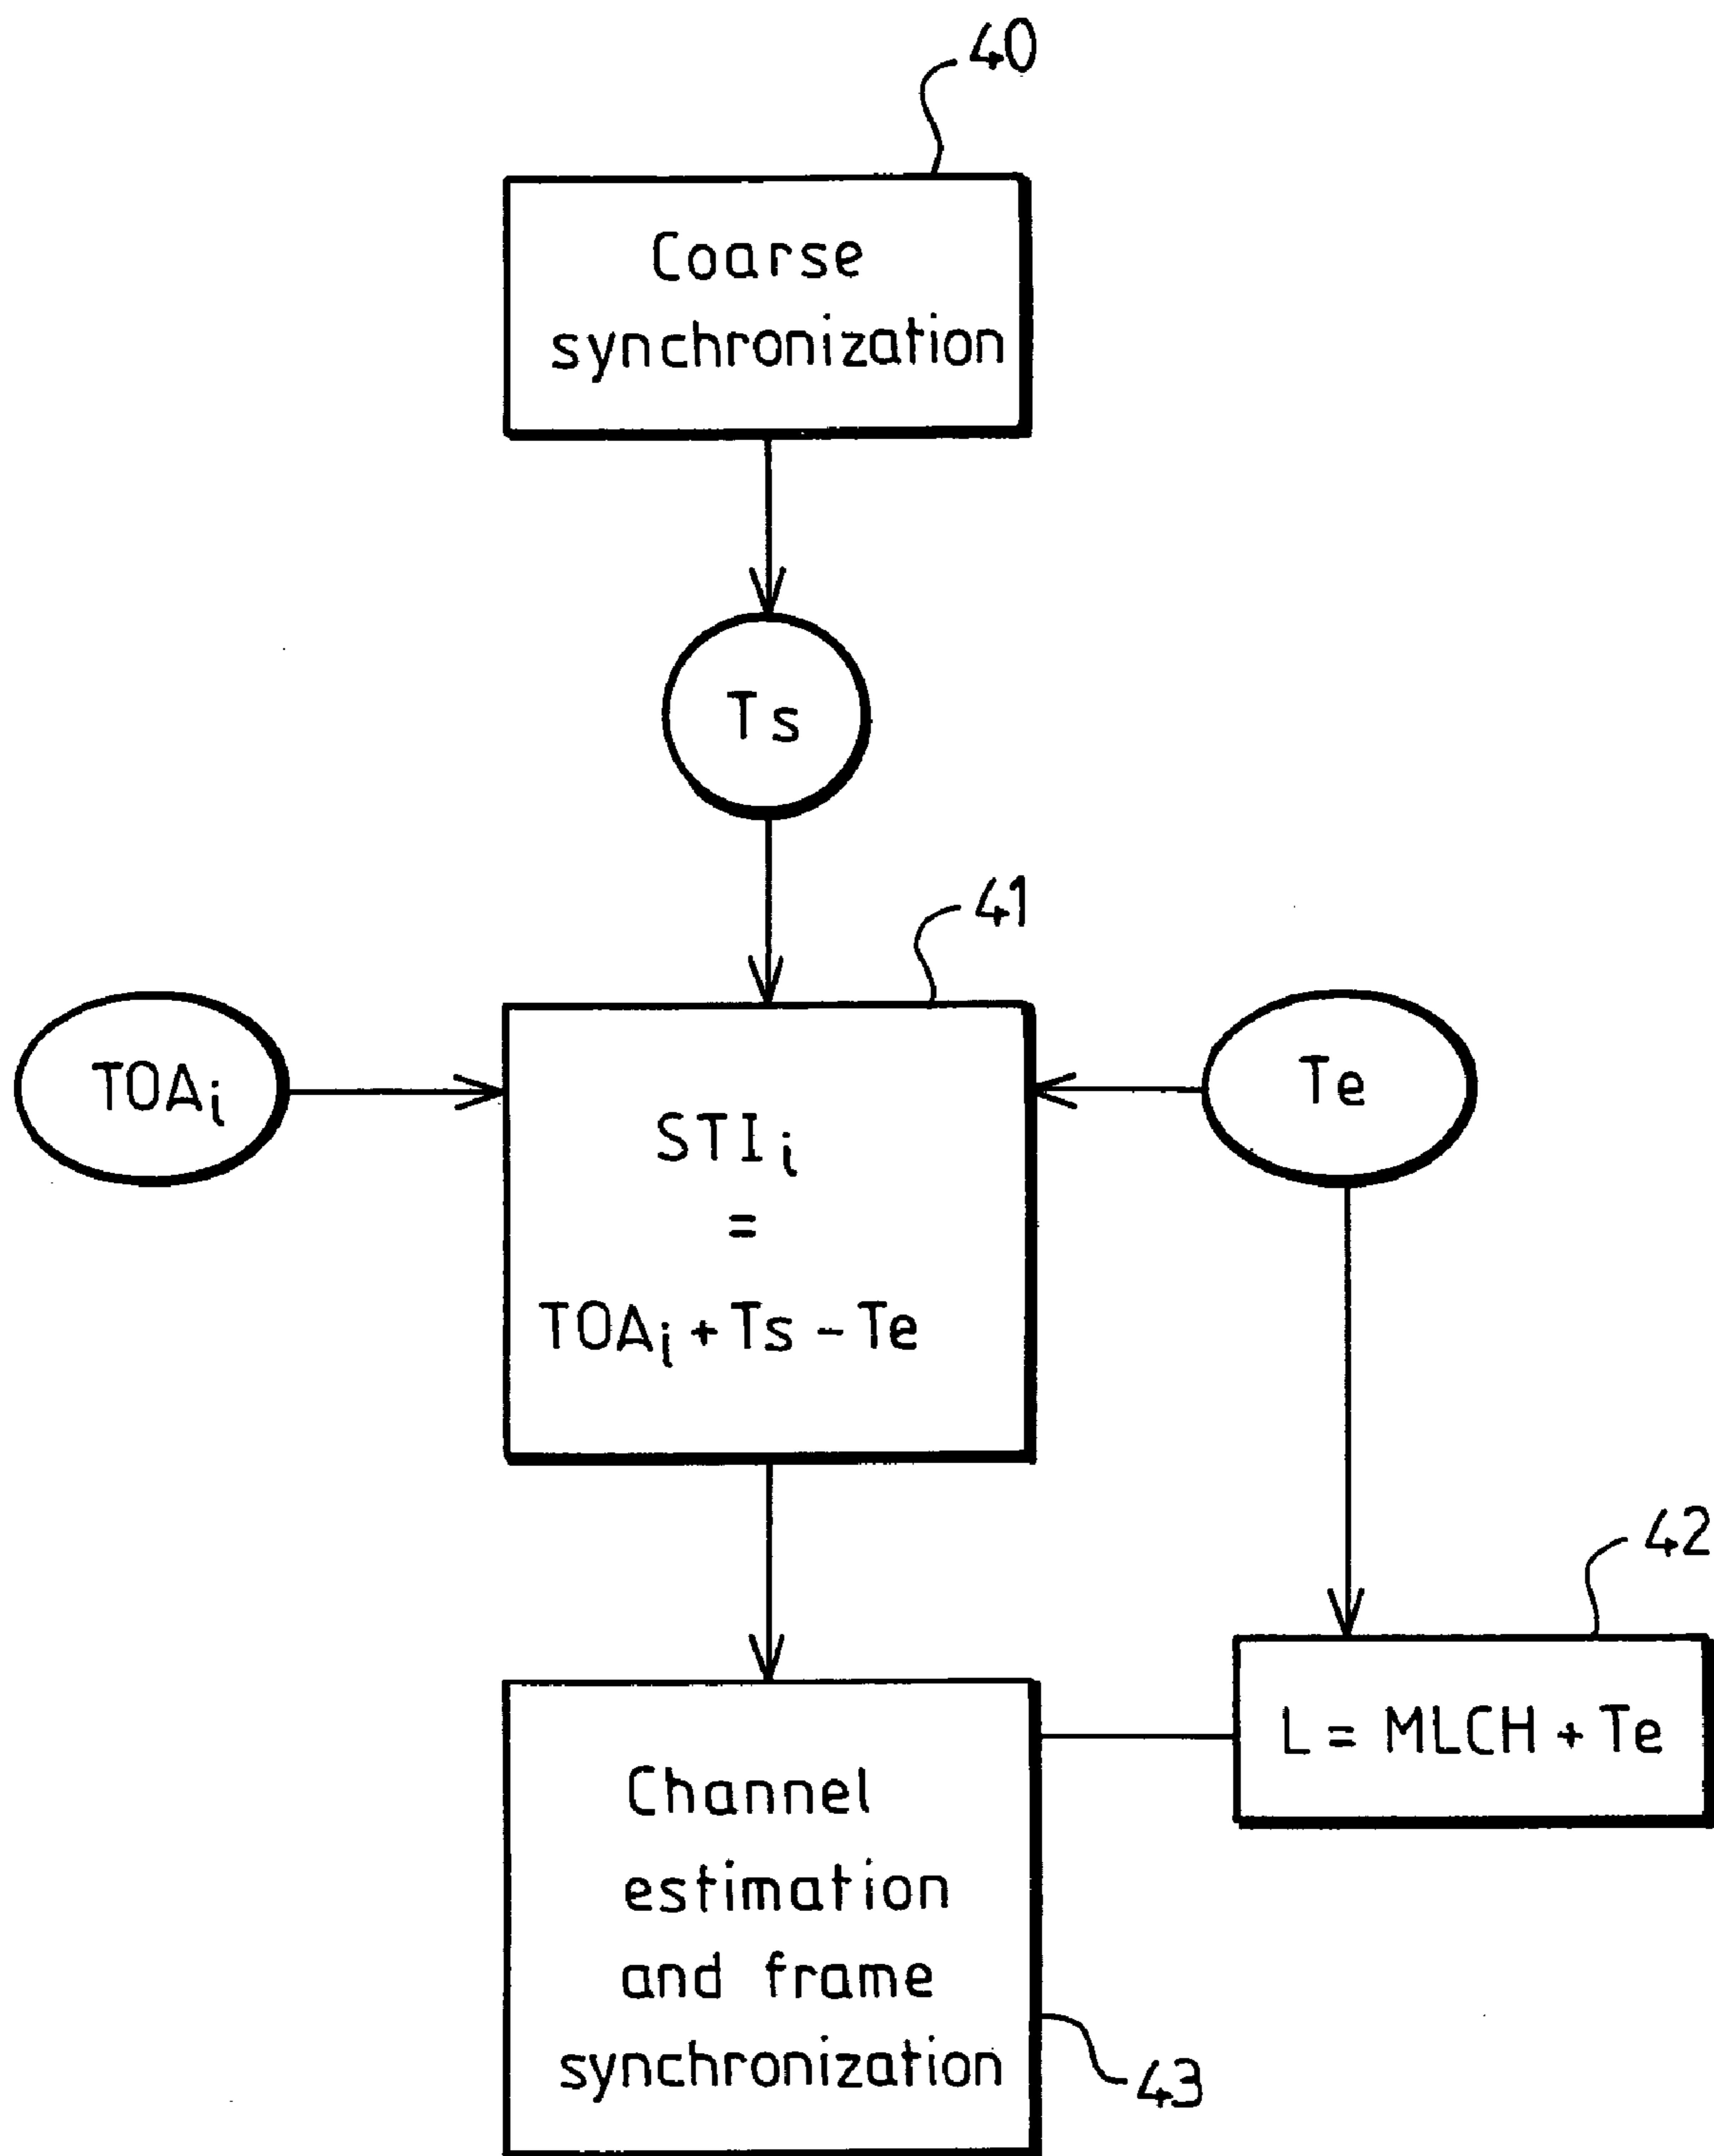 40
Coarse
synchronization
Ts
41
TOAi
STIi
=
TOAi + Ts - Te
Te
42
L = MLCH + Te
Channel
estimation
and frame
synchronization
43